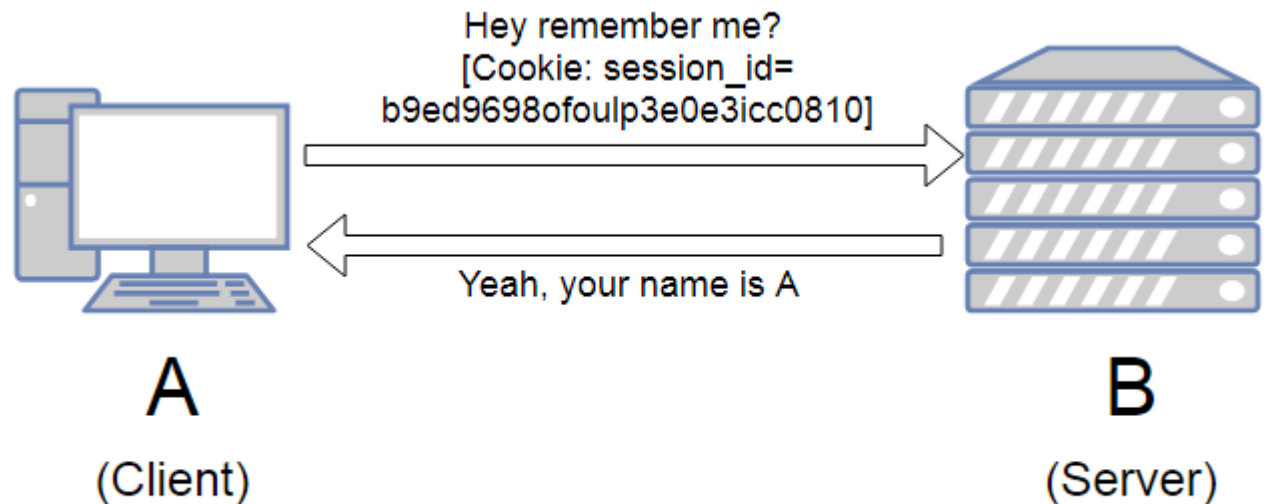 Hey remember me?
[Cookie: session_id=
b9ed9698ofoulp3e0e3icc0810]
Yeah, your name is A
A
(Client)
B
(Server)